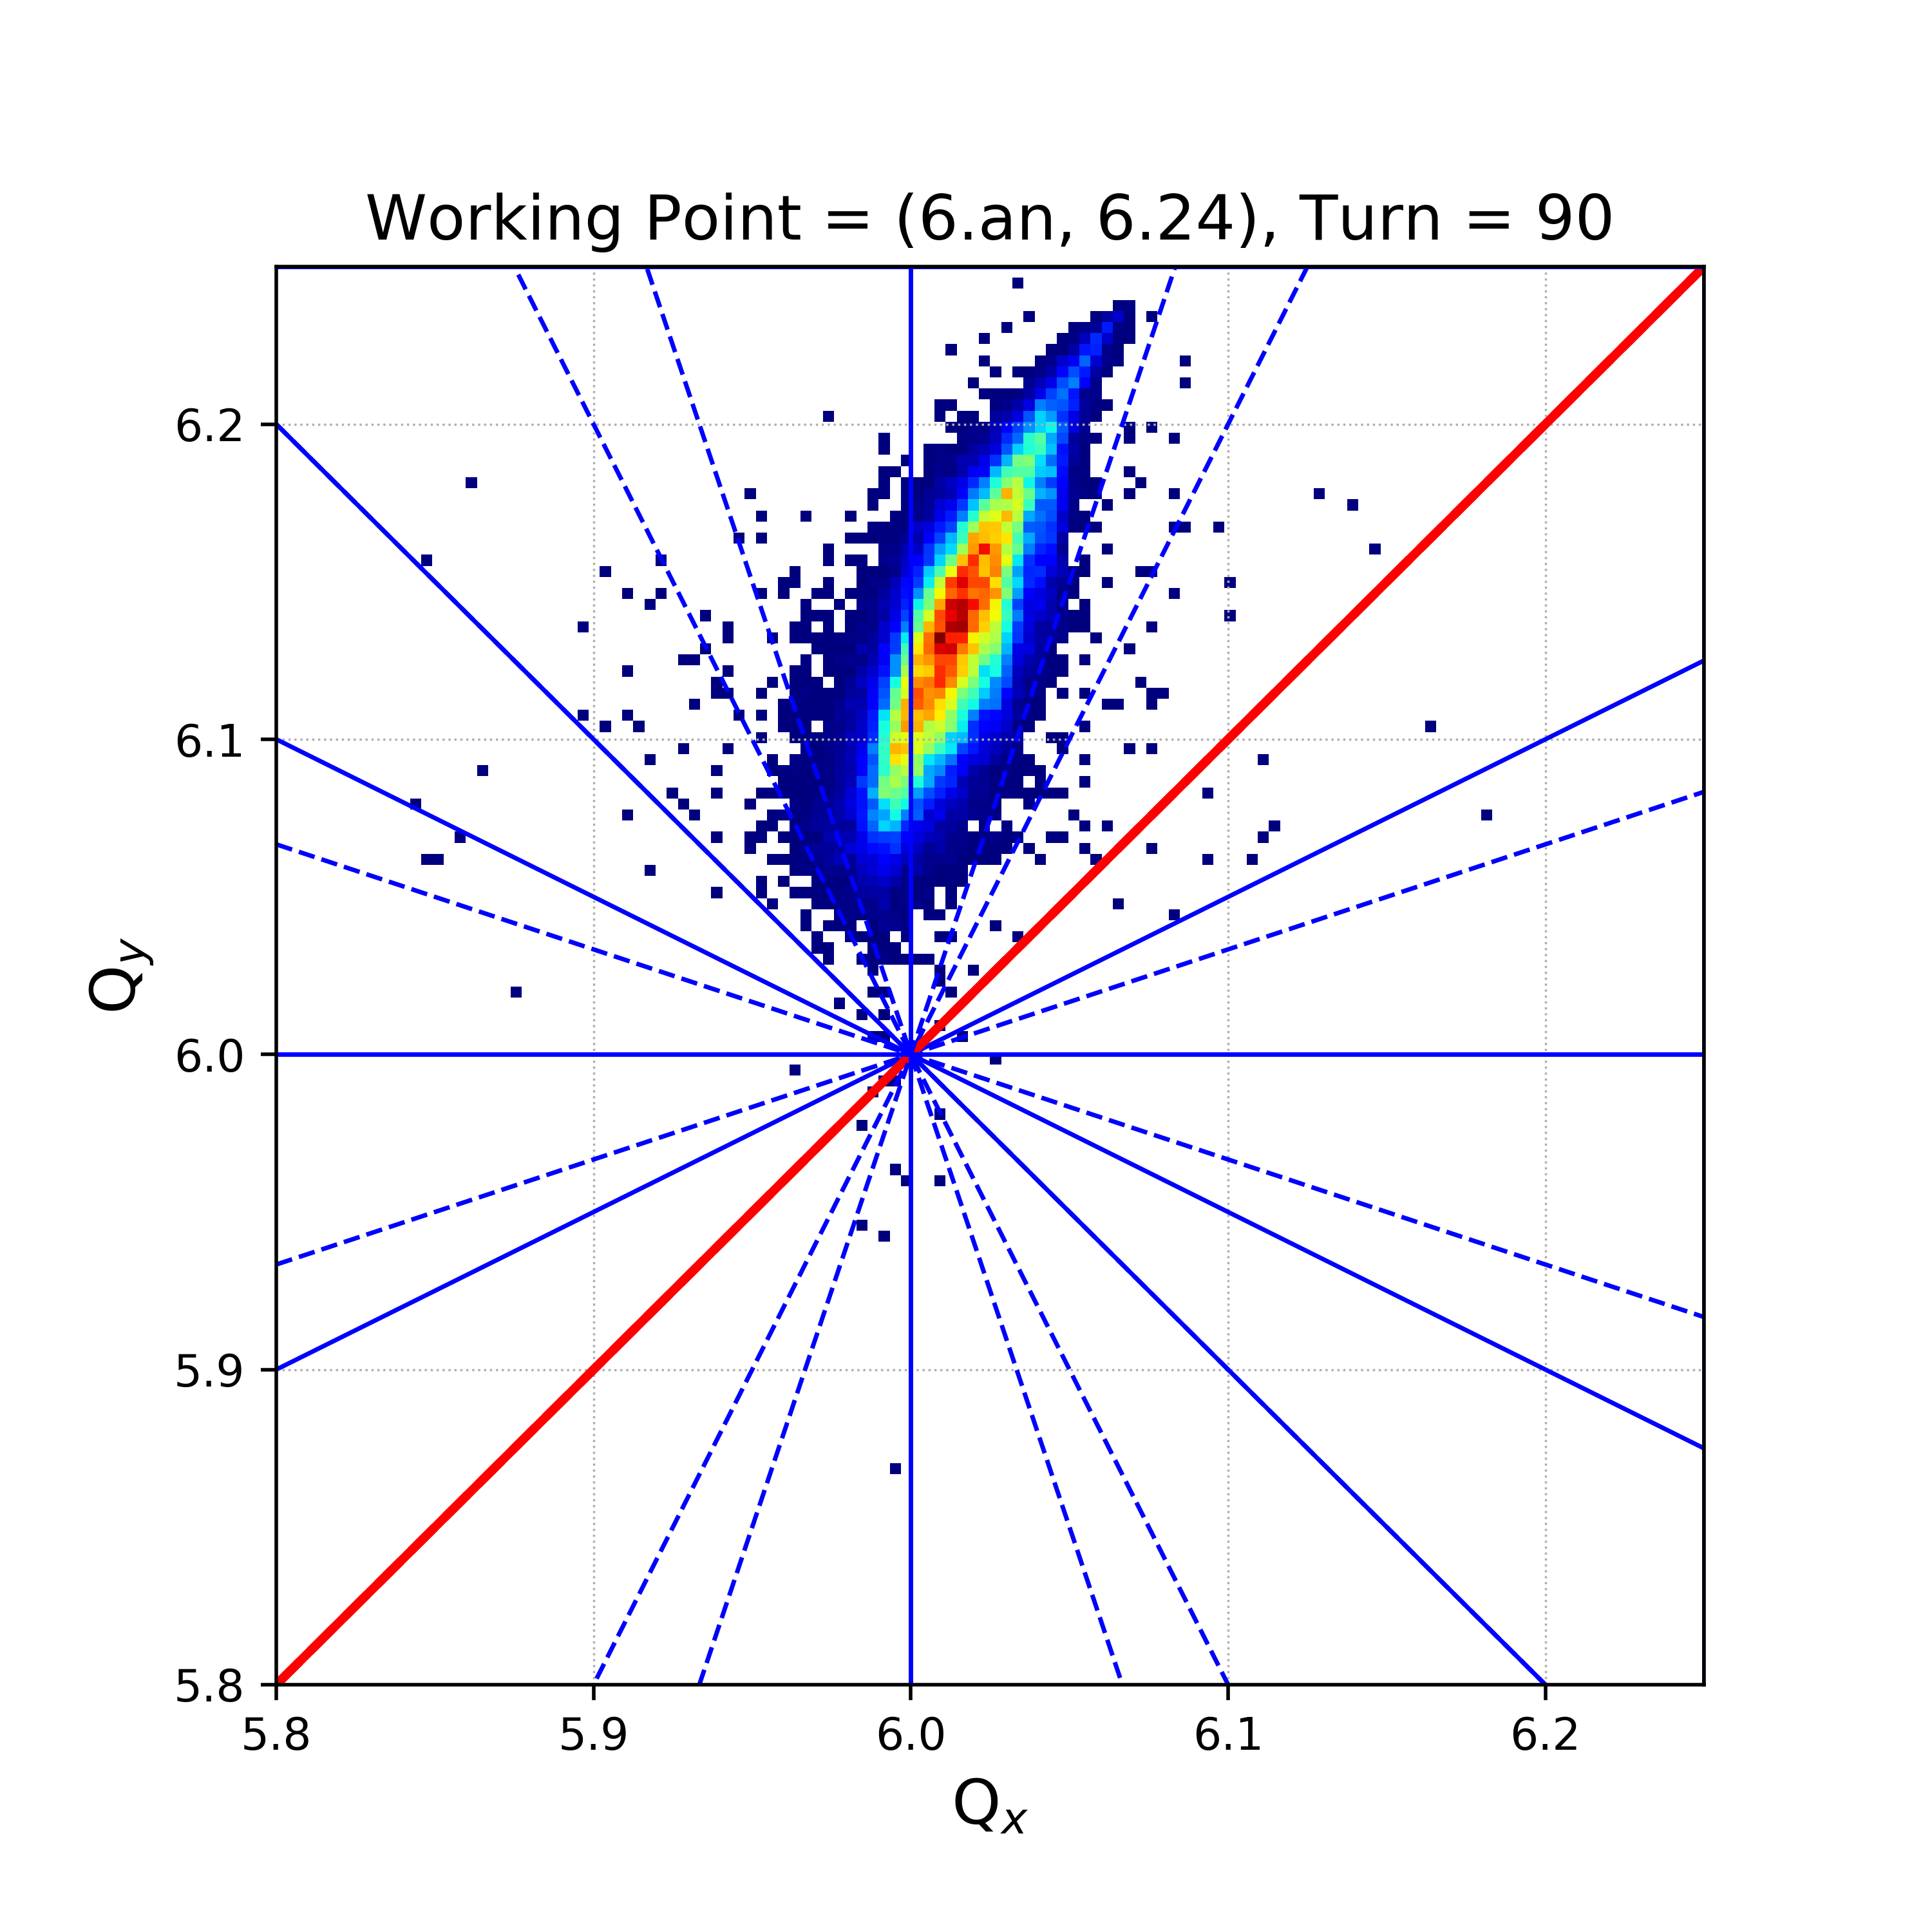 Working Point = (6.an, 6.24), Turn = 90
6.2
6.1
6.0
5.9
5.8
Qy
5.8 5.9 6.0 6.1 6.2
Qx